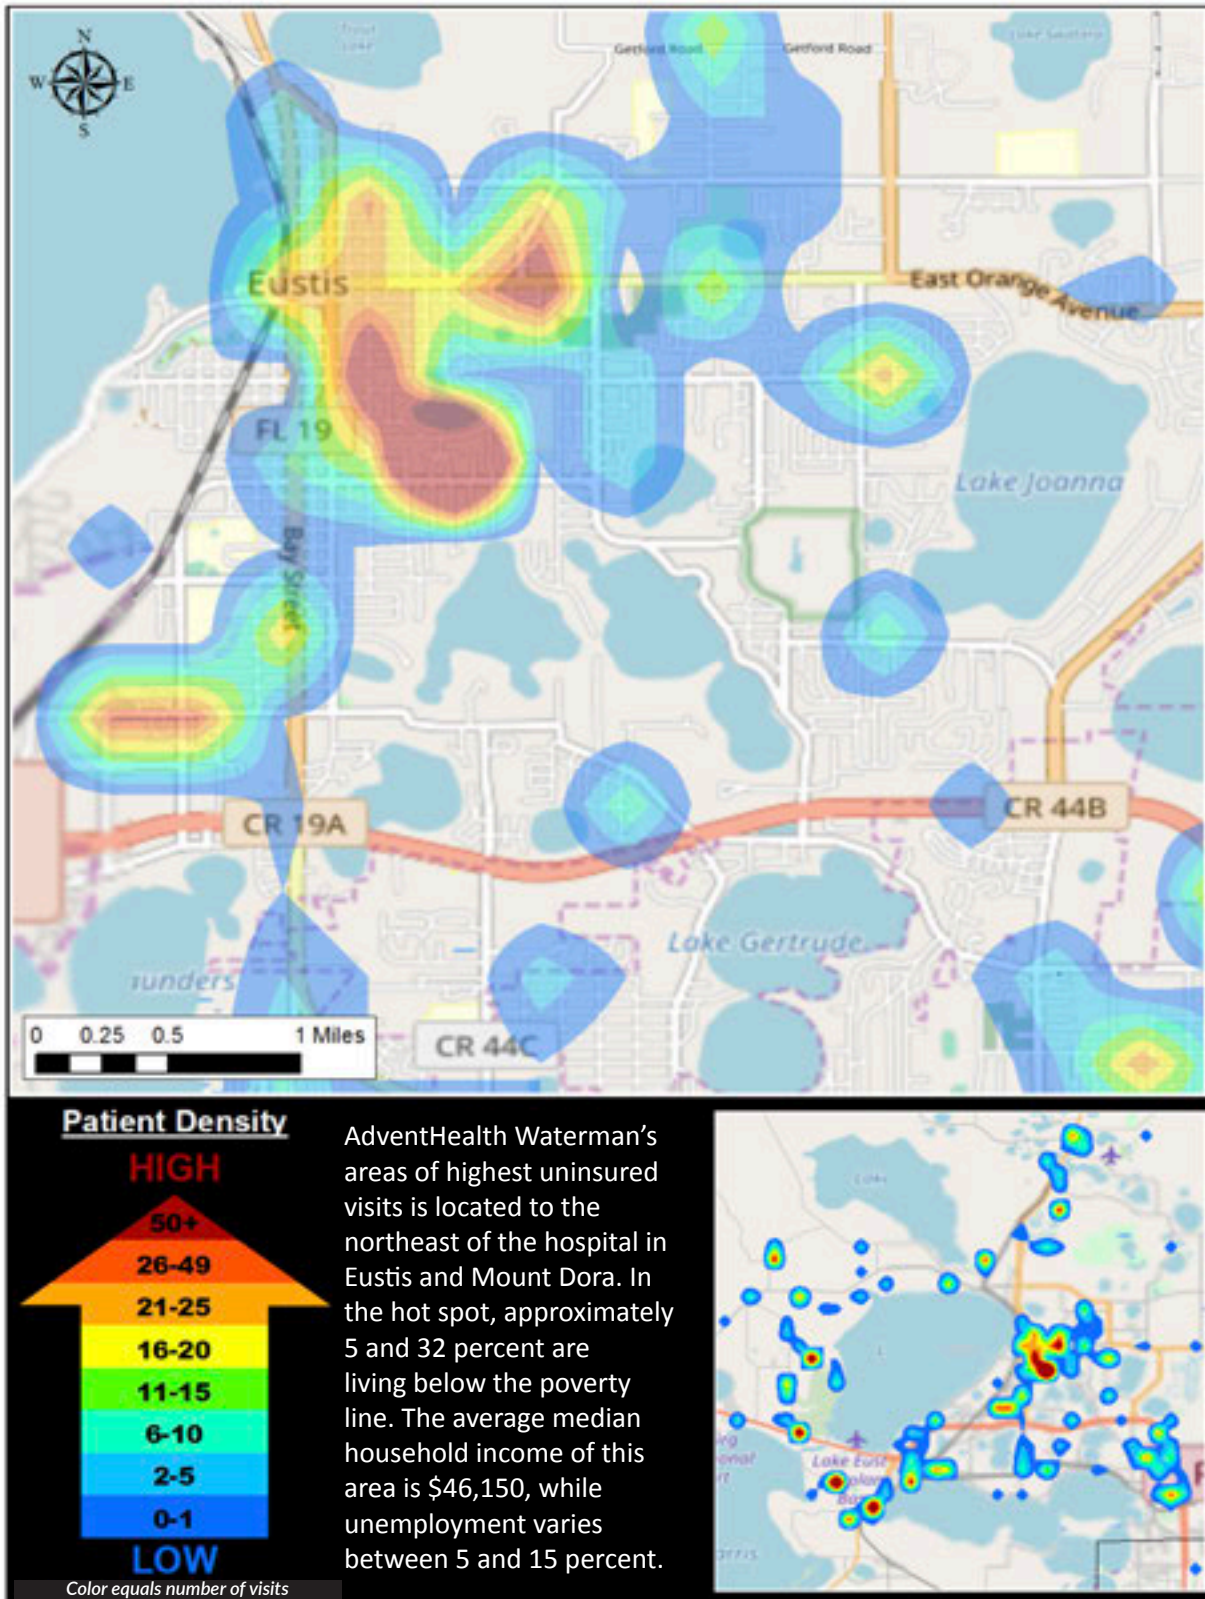 N
W E
S
Trout
Lake
Getford Road
Getford Road
Eustis
East Orange
Avenue
FL 19
Lake Joanna
Bay Street
CR 19A
CR 44B
Lake Gertrude
unders
CR 44C
0 0.25 0.5 1 Miles
Patient Density
HIGH
50+
26-49
21-25
16-20
11-15
6-10
2-5
0-1
LOW
Color equals number of visits
AdventHealth Waterman’s
areas of highest uninsured
visits is located to the
northeast of the hospital in
Eustis and Mount Dora. In
the hot spot, approximately
5 and 32 percent are
living below the poverty
line. The average median
household income of this
area is $46,150, while
unemployment varies
between 5 and 15 percent.
Lake East